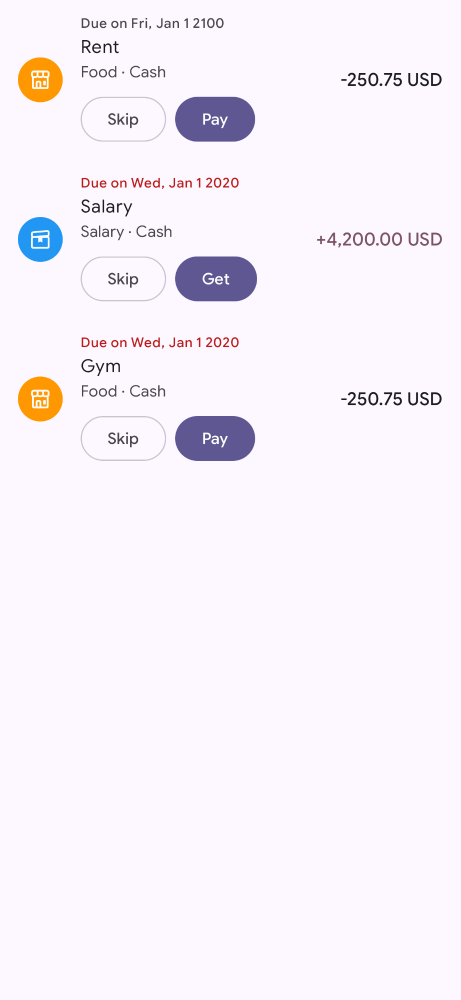 Due on Fri, Jan 1 2100
Rent
Food · Cash
-250.75 USD
Skip
Pay
Due on Wed, Jan 1 2020
Salary
Salary · Cash
+4,200.00 USD
Skip
Get
Due on Wed, Jan 1 2020
Gym
Food · Cash
-250.75 USD
Skip
Pay